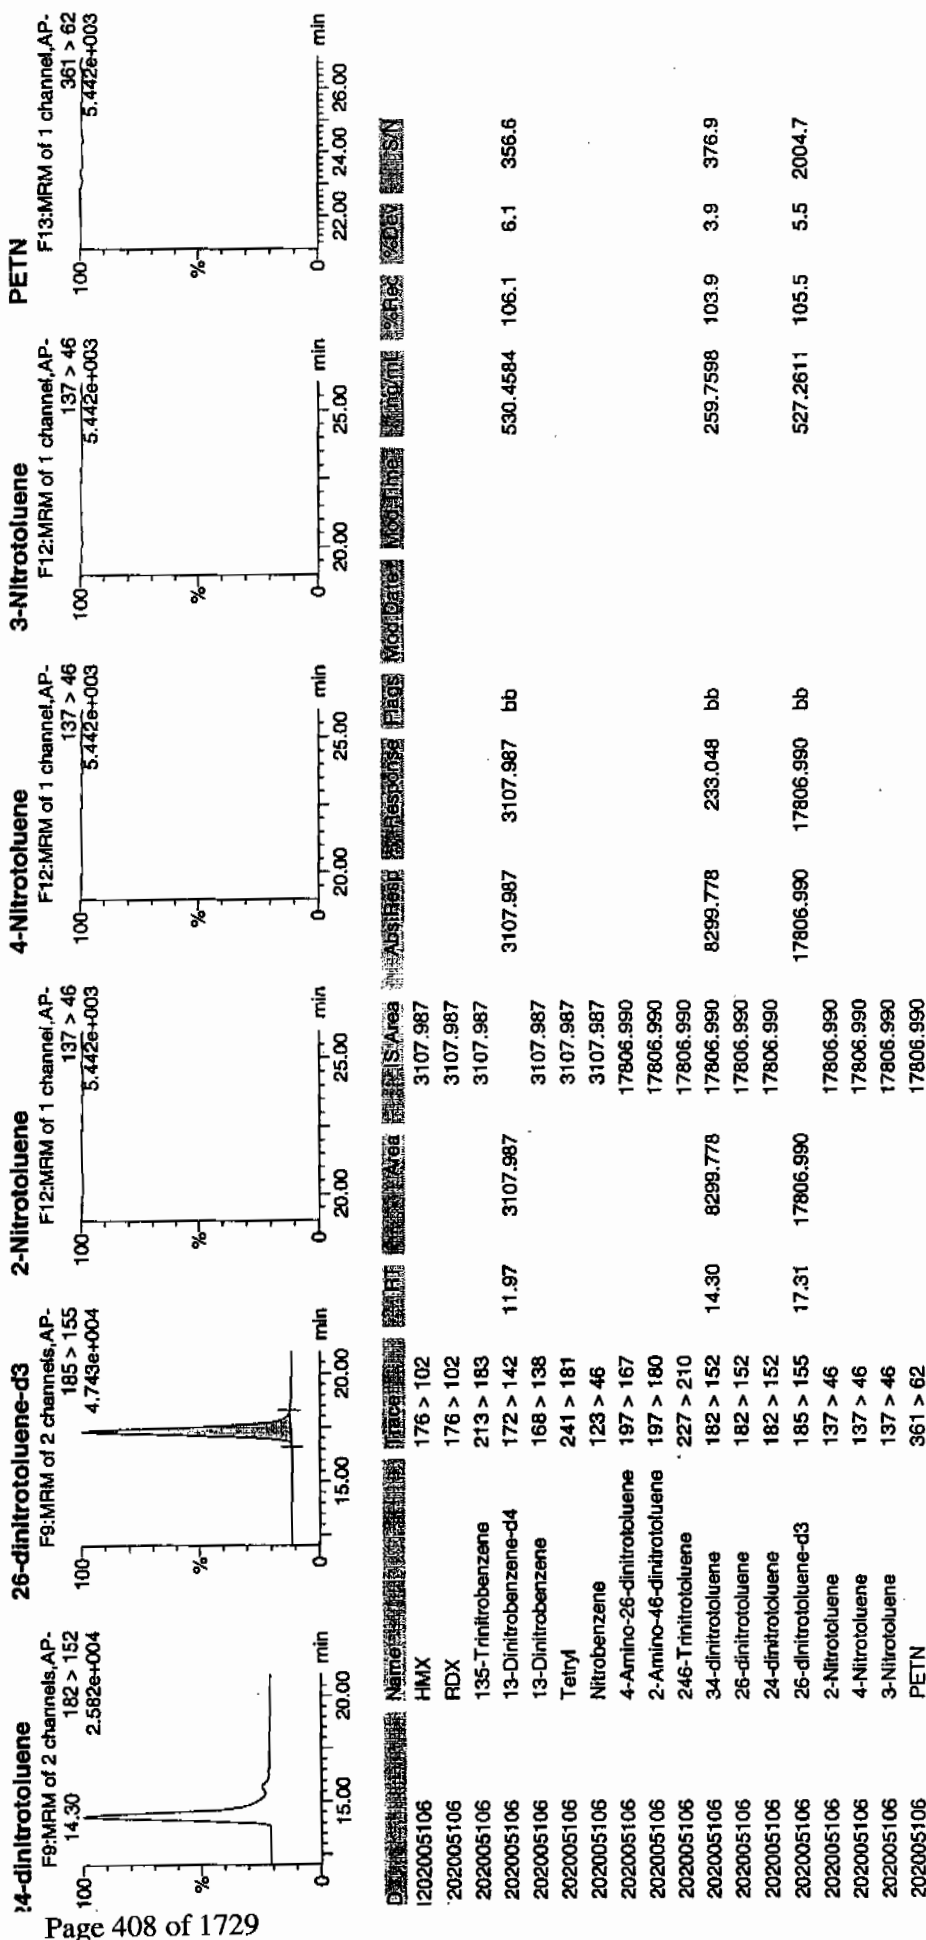 24-dinitrotoluene
F9:MRM of 2 channels,AP-
14.30 182 > 152
2.582e+004
100
%
0
15.00 20.00 min
26-dinitrotoluene-d3
F9:MRM of 2 channels,AP-
185 > 155
4.743e+004
100
%
0
15.00 20.00 min
2-Nitrotoluene
F12:MRM of 1 channel,AP-
137 > 46
5.442e+003
100
%
0
20.00 25.00 min
4-Nitrotoluene
F12:MRM of 1 channel,AP-
137 > 46
5.442e+003
100
%
0
20.00 25.00 min
3-Nitrotoluene
F12:MRM of 1 channel,AP-
137 > 46
5.442e+003
100
%
0
20.00 25.00 min
PETN
F13:MRM of 1 channel,AP-
361 > 62
5.442e+003
100
%
0
22.00 24.00 26.00 min
Name Trace RT Area IS Area Abs.Resp Response Flags Mod.Date Mod.Time ng/ml %Rec %Dev S/N
1202005106 HMX 176 > 102 3107.987
202005106 RDX 176 > 102 3107.987
202005106 135-Trinitrobenzene 213 > 183 3107.987
202005106 13-Dinitrobenzene-d4 172 > 142 11.97 3107.987 3107.987 3107.987 bb 530.4584 106.1 6.1 356.6
202005106 13-Dinitrobenzene 168 > 138 3107.987
202005106 Tetryl 241 > 181 3107.987
202005106 Nitrobenzene 123 > 46 3107.987
202005106 4-Amino-26-dinitrotoluene 197 > 167 17806.990
202005106 2-Amino-46-dinitrotoluene 197 > 180 17806.990
202005106 246-Trinitrotoluene 227 > 210 17806.990
202005106 34-dinitrotoluene 182 > 152 14.30 8299.778 17806.990 8299.778 233.048 bb 259.7598 103.9 3.9 376.9
202005106 26-dinitrotoluene 182 > 152 17806.990
202005106 24-dinitrotoluene 182 > 152 17806.990
202005106 26-dinitrotoluene-d3 185 > 155 17.31 17806.990 17806.990 17806.990 bb 527.2611 105.5 5.5 2004.7
202005106 2-Nitrotoluene 137 > 46 17806.990
202005106 4-Nitrotoluene 137 > 46 17806.990
202005106 3-Nitrotoluene 137 > 46 17806.990
202005106 PETN 361 > 62 17806.990
Page 408 of 1729